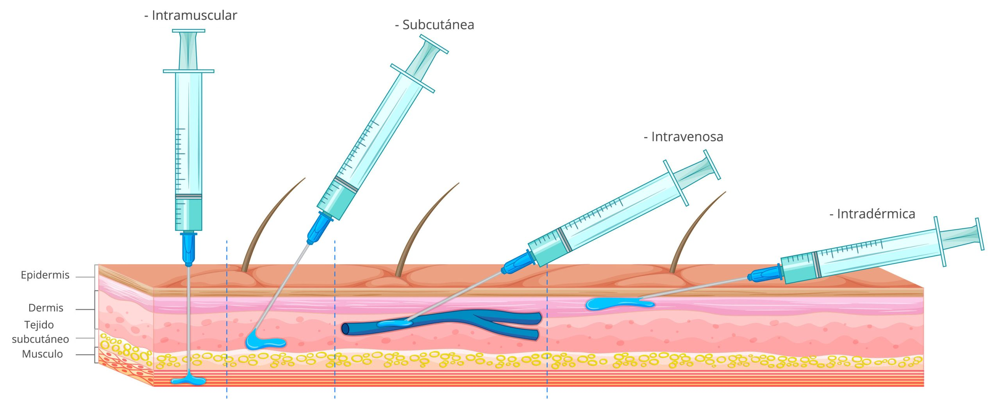 - Intramuscular
- Subcutánea
- Intravenosa
- Intradérmica
Epidermis
Dermis
Tejido
subcutáneo
Musculo